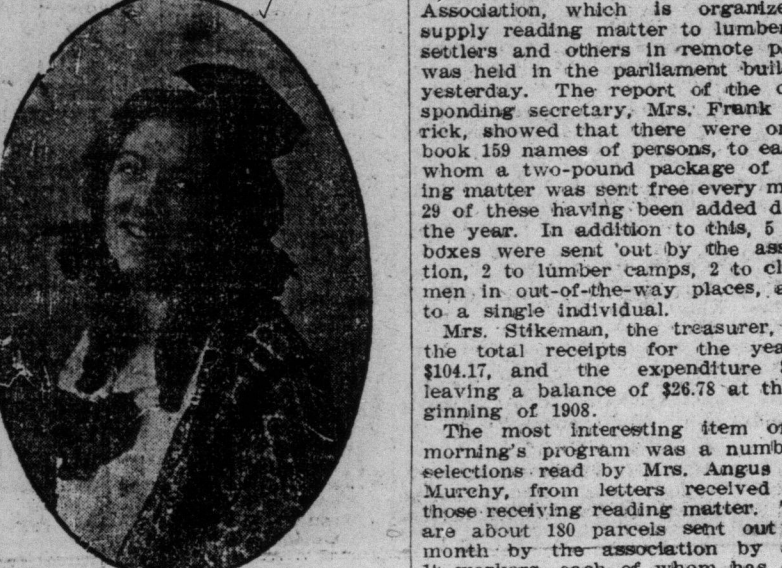 Association, which is organize
supply reading matter to lumber
settlers and others in remote p
was held in the parliament buil
yesterday. The report of the c
sponding secretary, Mrs. Frank
rick, showed that there were o
book 159 names of persons, to ea
whom a two-pound package of
ing matter was sent free every m
29 of these having been added d
the year. In addition to this, 5
boxes were sent out by the ass
tion, 2 to lumber camps, 2 to cl
men in out-of-the-way places, a
to a single individual.
Mrs. Stikeman, the treasurer,
the total receipts for the yea
$104.17, and the expenditure
leaving a balance of $26.78 at th
ginning of 1908.
The most interesting item o
morning's program was a numb
selections read by Mrs. Angus
Murchy, from letters received
those receiving reading matter.
are about 180 parcels sent out
month by the association by
workers, each of whom has